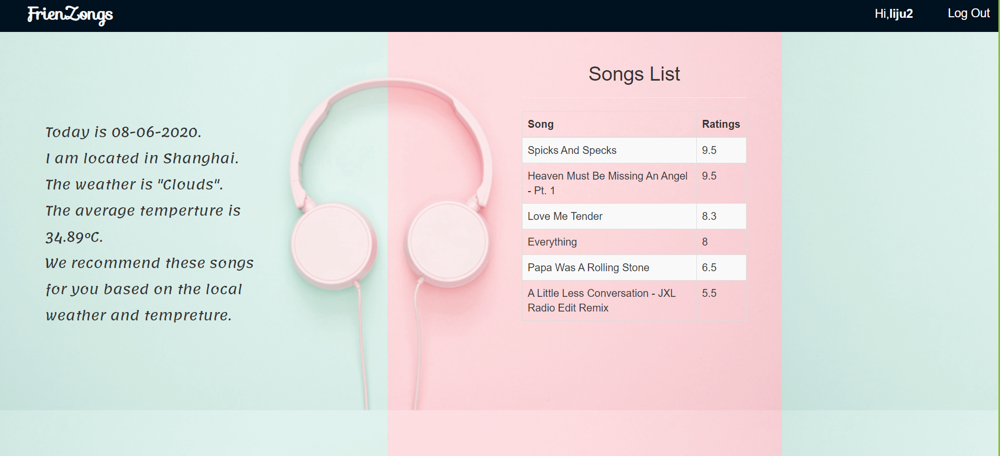 FrienZongs
Hi,liju2
Log Out
Today is 08-06-2020.
I am located in Shanghai.
The weather is "Clouds".
The average temperture is
34.89°C.
We recommend these songs
for you based on the local
weather and tempreture.
Songs List
Song Ratings
Spicks And Specks 9.5
Heaven Must Be Missing An Angel 9.5
- Pt. 1
Love Me Tender 8.3
Everything 8
Papa Was A Rolling Stone 6.5
A Little Less Conversation - JXL 5.5
Radio Edit Remix